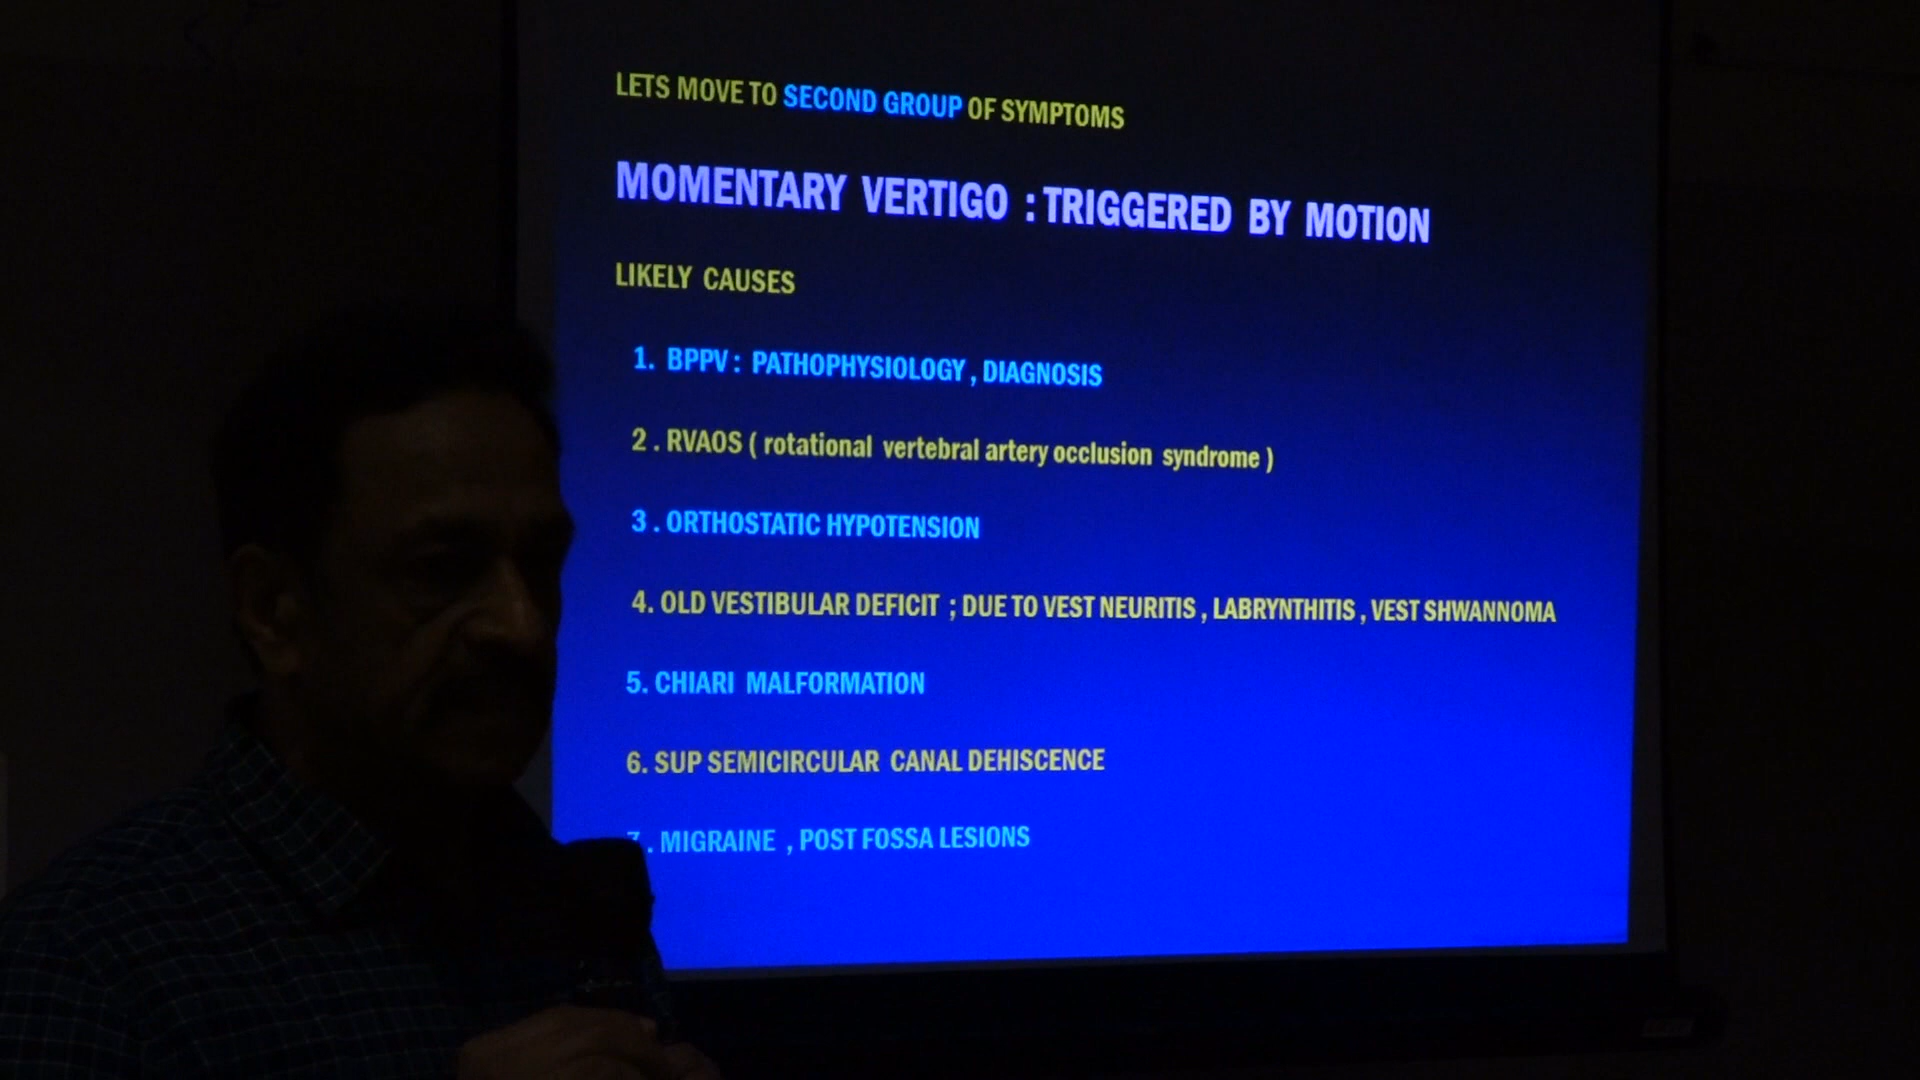 LETS MOVE TO SECOND GROUP OF SYMPTOMS
MOMENTARY VERTIGO : TRIGGERED BY MOTION
LIKELY CAUSES
1. BPPV : PATHOPHYSIOLOGY , DIAGNOSIS
2 . RVAOS ( rotational vertebral artery occlusion syndrome )
3 . ORTHOSTATIC HYPOTENSION
4. OLD VESTIBULAR DEFICIT ; DUE TO VEST NEURITIS , LABRYNTHITIS , VEST SHWANNOMA
5. CHIARI MALFORMATION
6. SUP SEMICIRCULAR CANAL DEHISCENCE
7 . MIGRAINE , POST FOSSA LESIONS